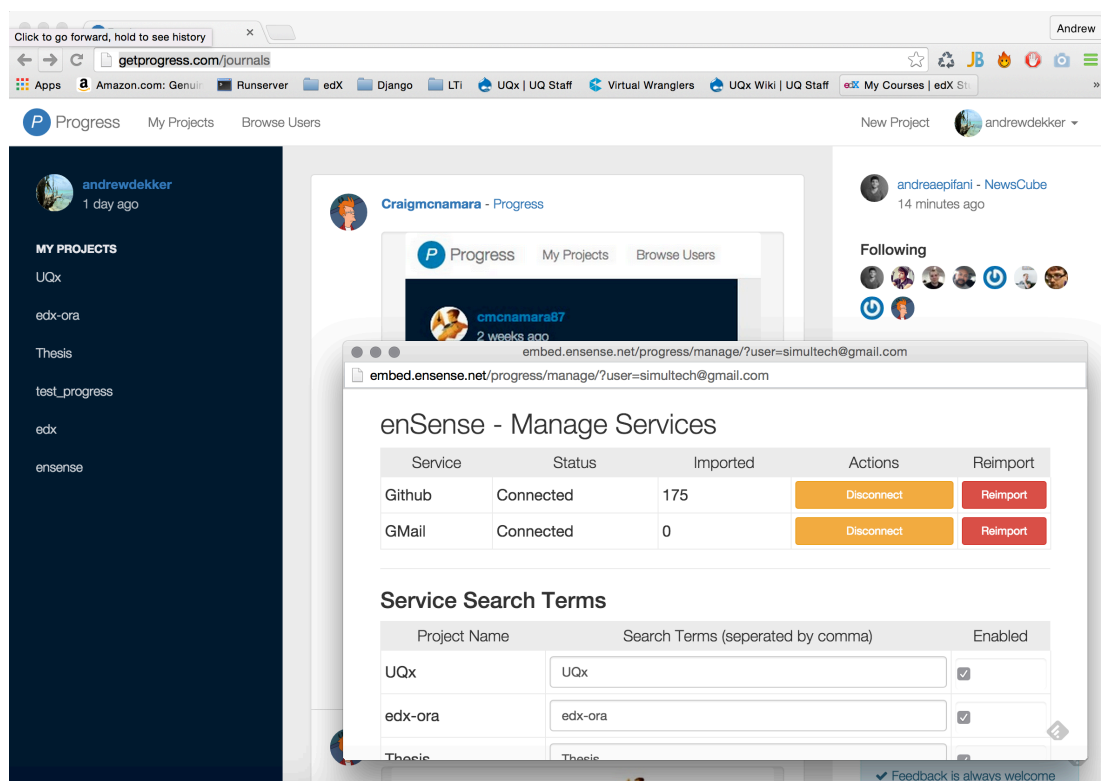 Click to go forward, hold to see history
Andrew
getprogress.com/journals
JB
Apps
Amazon.com: Genuin
Runserver
edX
Django
LTi
UQx | UQ Staff
Virtual Wranglers
UQx Wiki | UQ Staff
edX My Courses | edX St
»
P Progress
My Projects
Browse Users
New Project
andrewdekker
andrewdekker
1 day ago
MY PROJECTS
UQx
edx-ora
Thesis
test_progress
edx
ensense
Craigmcnamara - Progress
P Progress My Projects Browse Users
cmcnamara87
2 weeks ago
andreaepifani - NewsCube
14 minutes ago
Following
embed.ensense.net/progress/manage/?user=simultech@gmail.com
embed.ensense.net/progress/manage/?user=simultech@gmail.com
enSense - Manage Services
Service Status Imported Actions Reimport
Github Connected 175 Disconnect Reimport
GMail Connected 0 Disconnect Reimport
Service Search Terms
Project Name Search Terms (seperated by comma) Enabled
UQx UQx
edx-ora edx-ora
Thesis Thesis
Feedback is always welcome